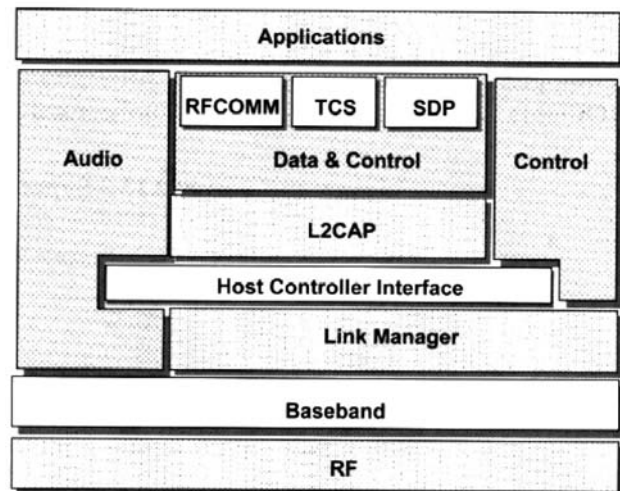 Applications
RFCOMM TCS SDP
Audio
Data & Control
Control
L2CAP
Host Controller Interface
Link Manager
Baseband
RF